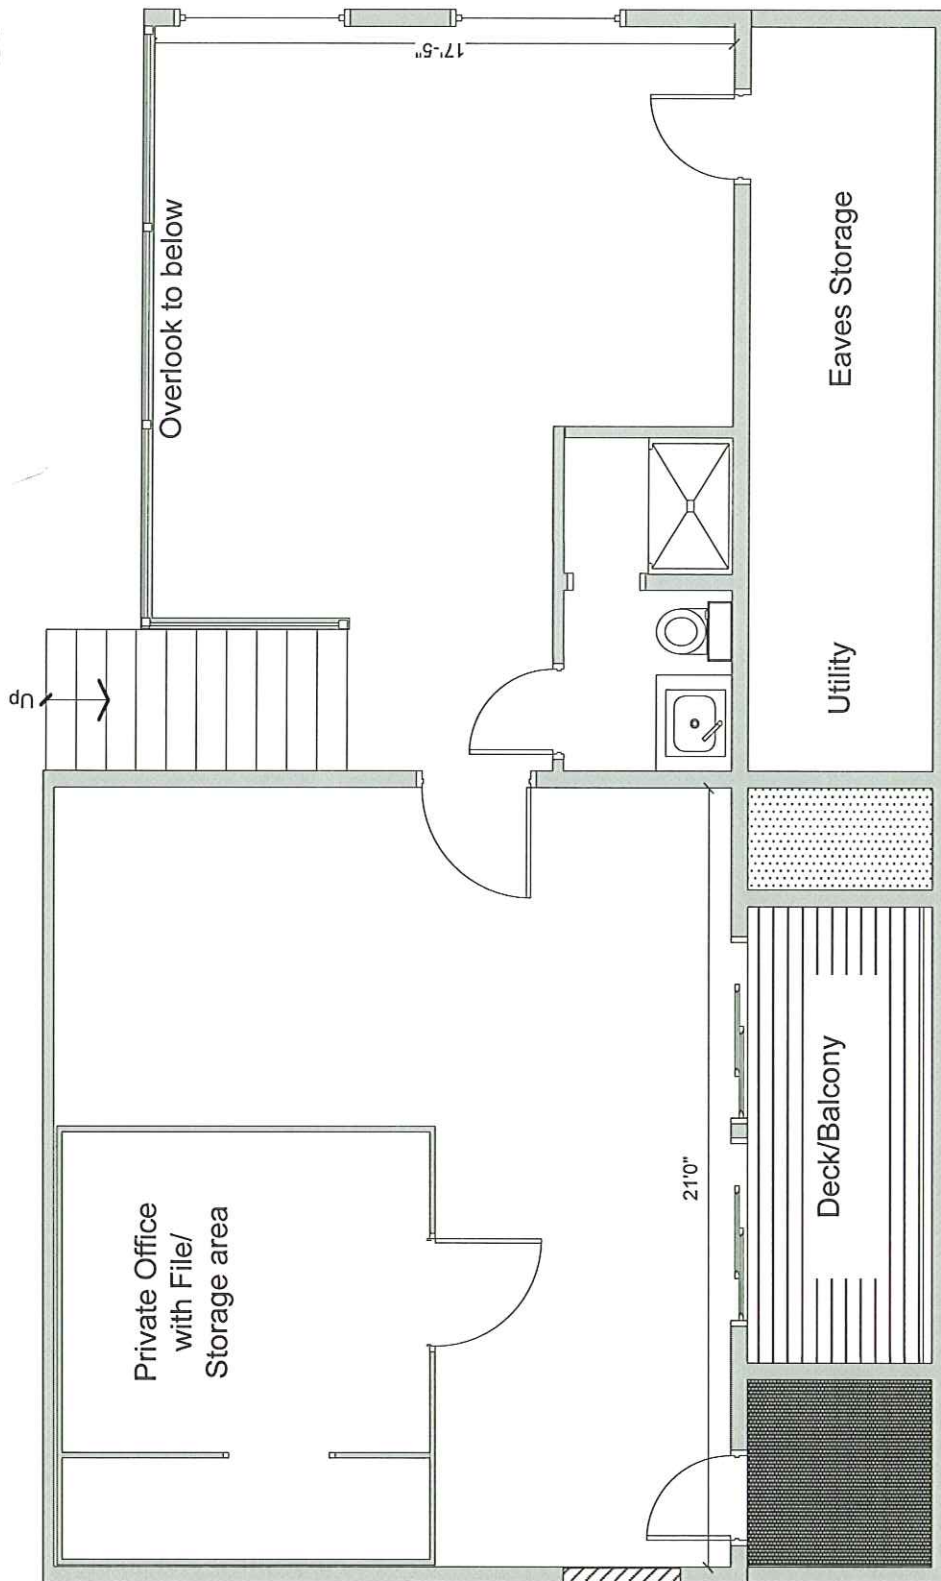 Up
17'-5"
Overlook to below
Eaves Storage
Utility
Private Office
with File/
Storage area
21'0"
Deck/Balcony